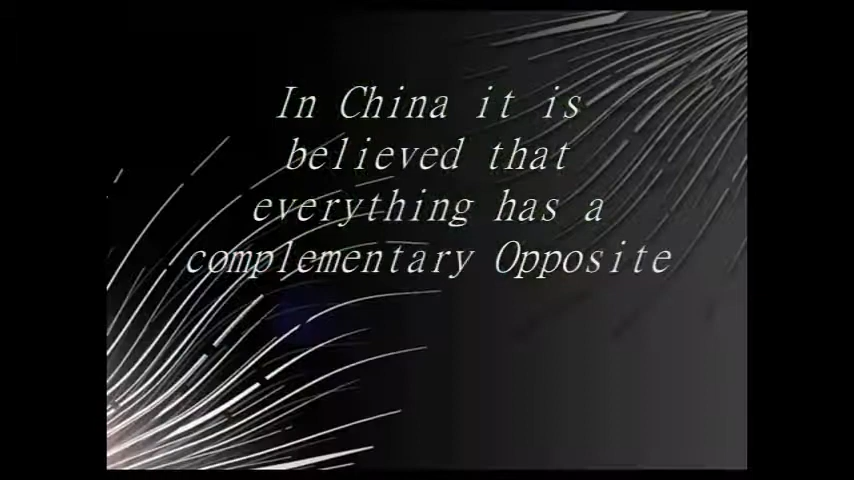 In China it is
believed that
everything has a
complementary Opposite